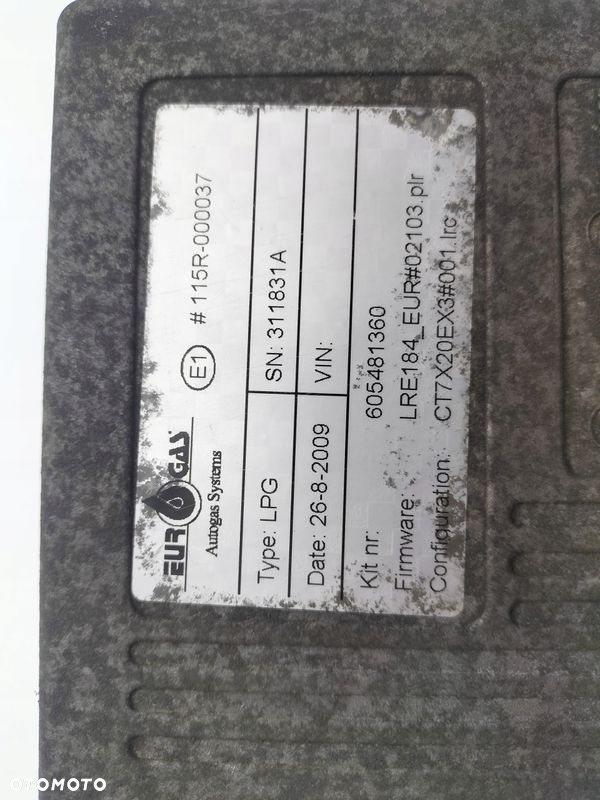 EUROGAS
Autogas Systems
E1 # 115R-000037
Type: LPG SN: 311831A
Date: 26-8-2009 VIN:
Kit nr: 605481360
Firmware: LRE184_EUR#02103.plr
Configuration: CT7X20EX3#001.lrc
OTOMOTO